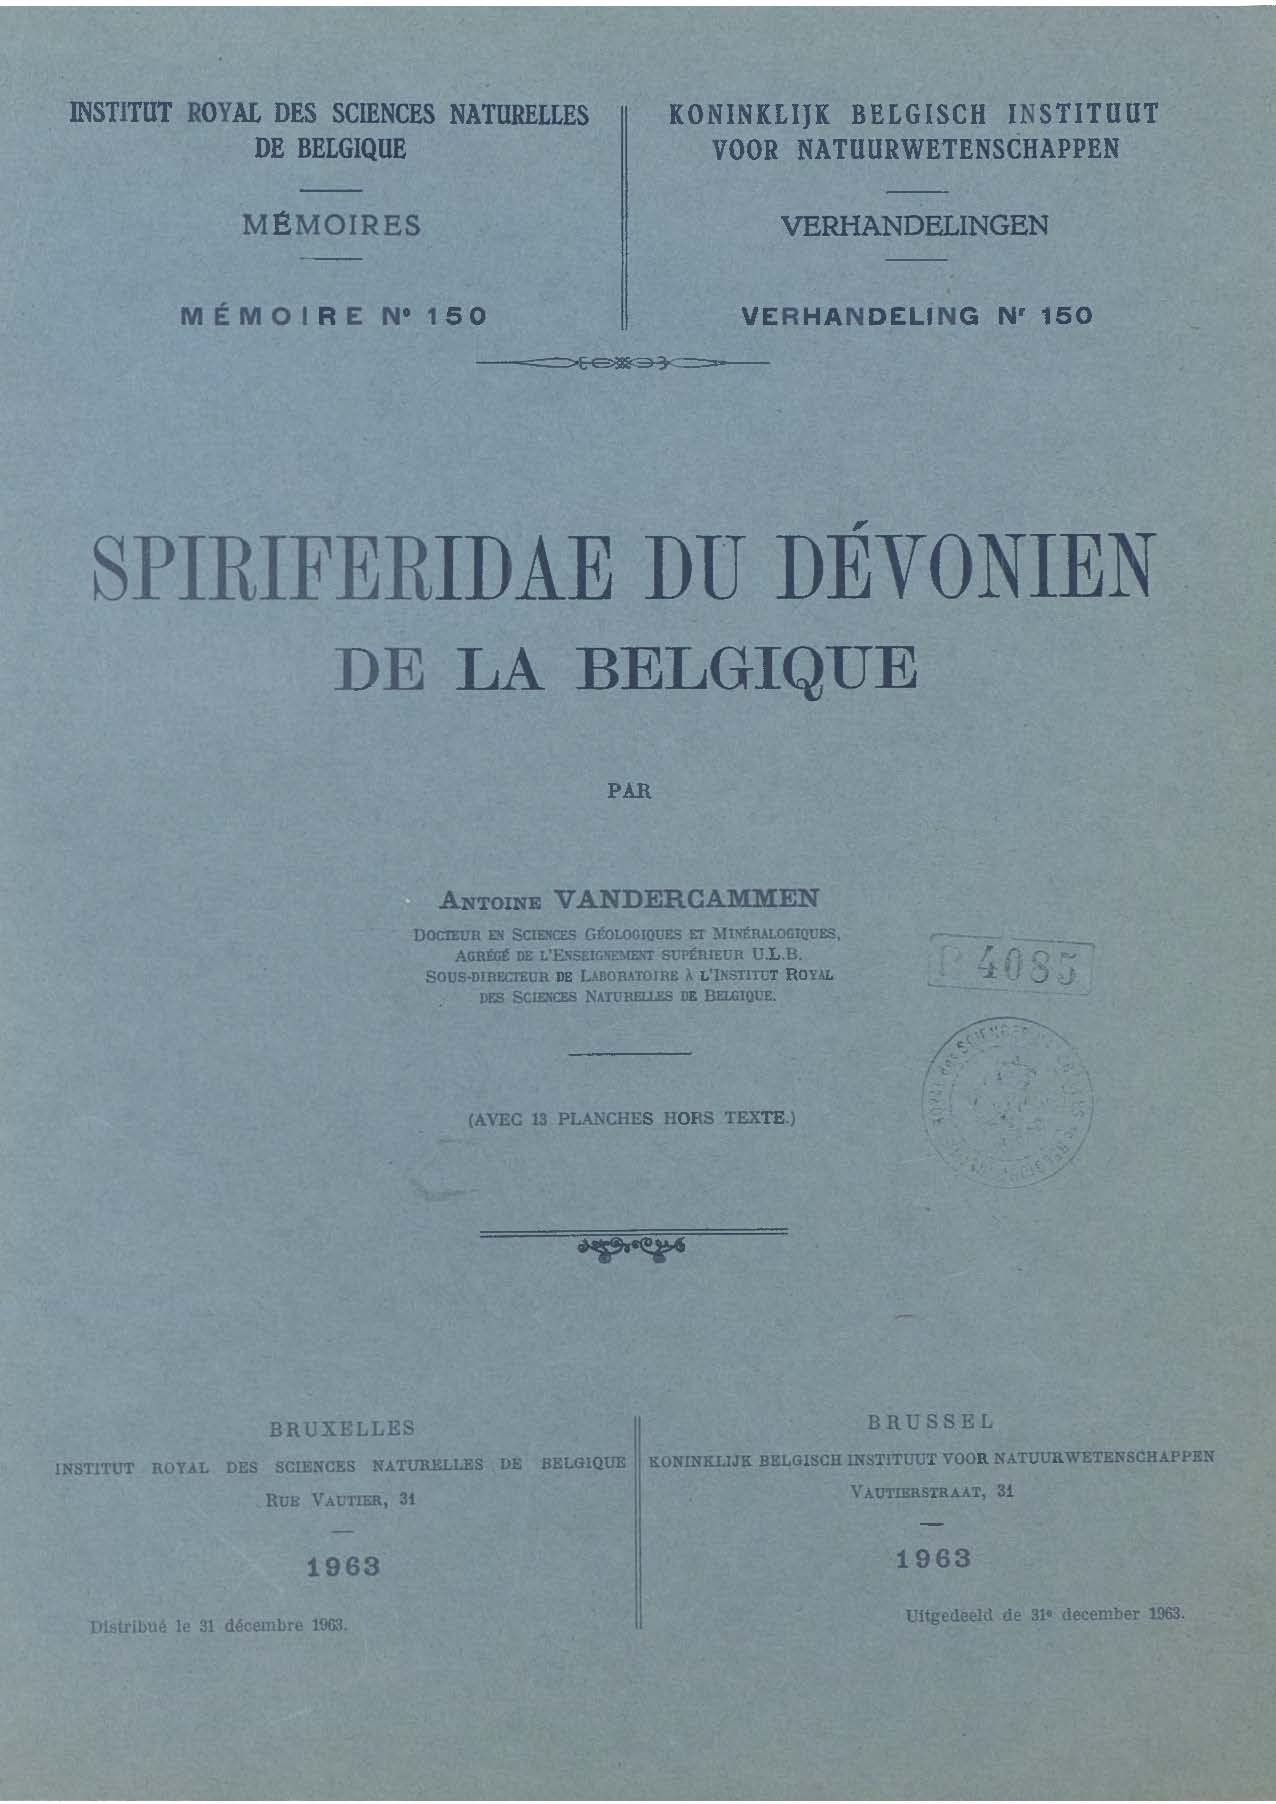 INSTITUT ROYAL DES SCIENCES NATURELLES
DE BELGIQUE
MÉMOIRES
MÉMOIRE N° 150
KONINKLIJK BELGISCH INSTITUUT
VOOR NATUURWETENSCHAPPEN
VERHANDELINGEN
VERHANDELING Nr 150
SPIRIFERIDAE DU DÉVONIEN
DE LA BELGIQUE
PAR
ANTOINE VANDERCAMMEN
DOCTEUR EN SCIENCES GÉOLOGIQUES ET MINÉRALOGIQUES,
AGRÉGÉ DE L'ENSEIGNEMENT SUPÉRIEUR U.L.B.
SOUS-DIRECTEUR DE LABORATOIRE À L'INSTITUT ROYAL
DES SCIENCES NATURELLES DE BELGIQUE.
P 4085
(AVEC 13 PLANCHES HORS TEXTE.)
BRUXELLES
INSTITUT ROYAL DES SCIENCES NATURELLES DE BELGIQUE
RUE VAUTIER, 31
1963
Distribué le 31 décembre 1963.
BRUSSEL
KONINKLIJK BELGISCH INSTITUUT VOOR NATUURWETENSCHAPPEN
VAUTIERSTRAAT, 31
1963
Uitgedeeld de 31e december 1963.